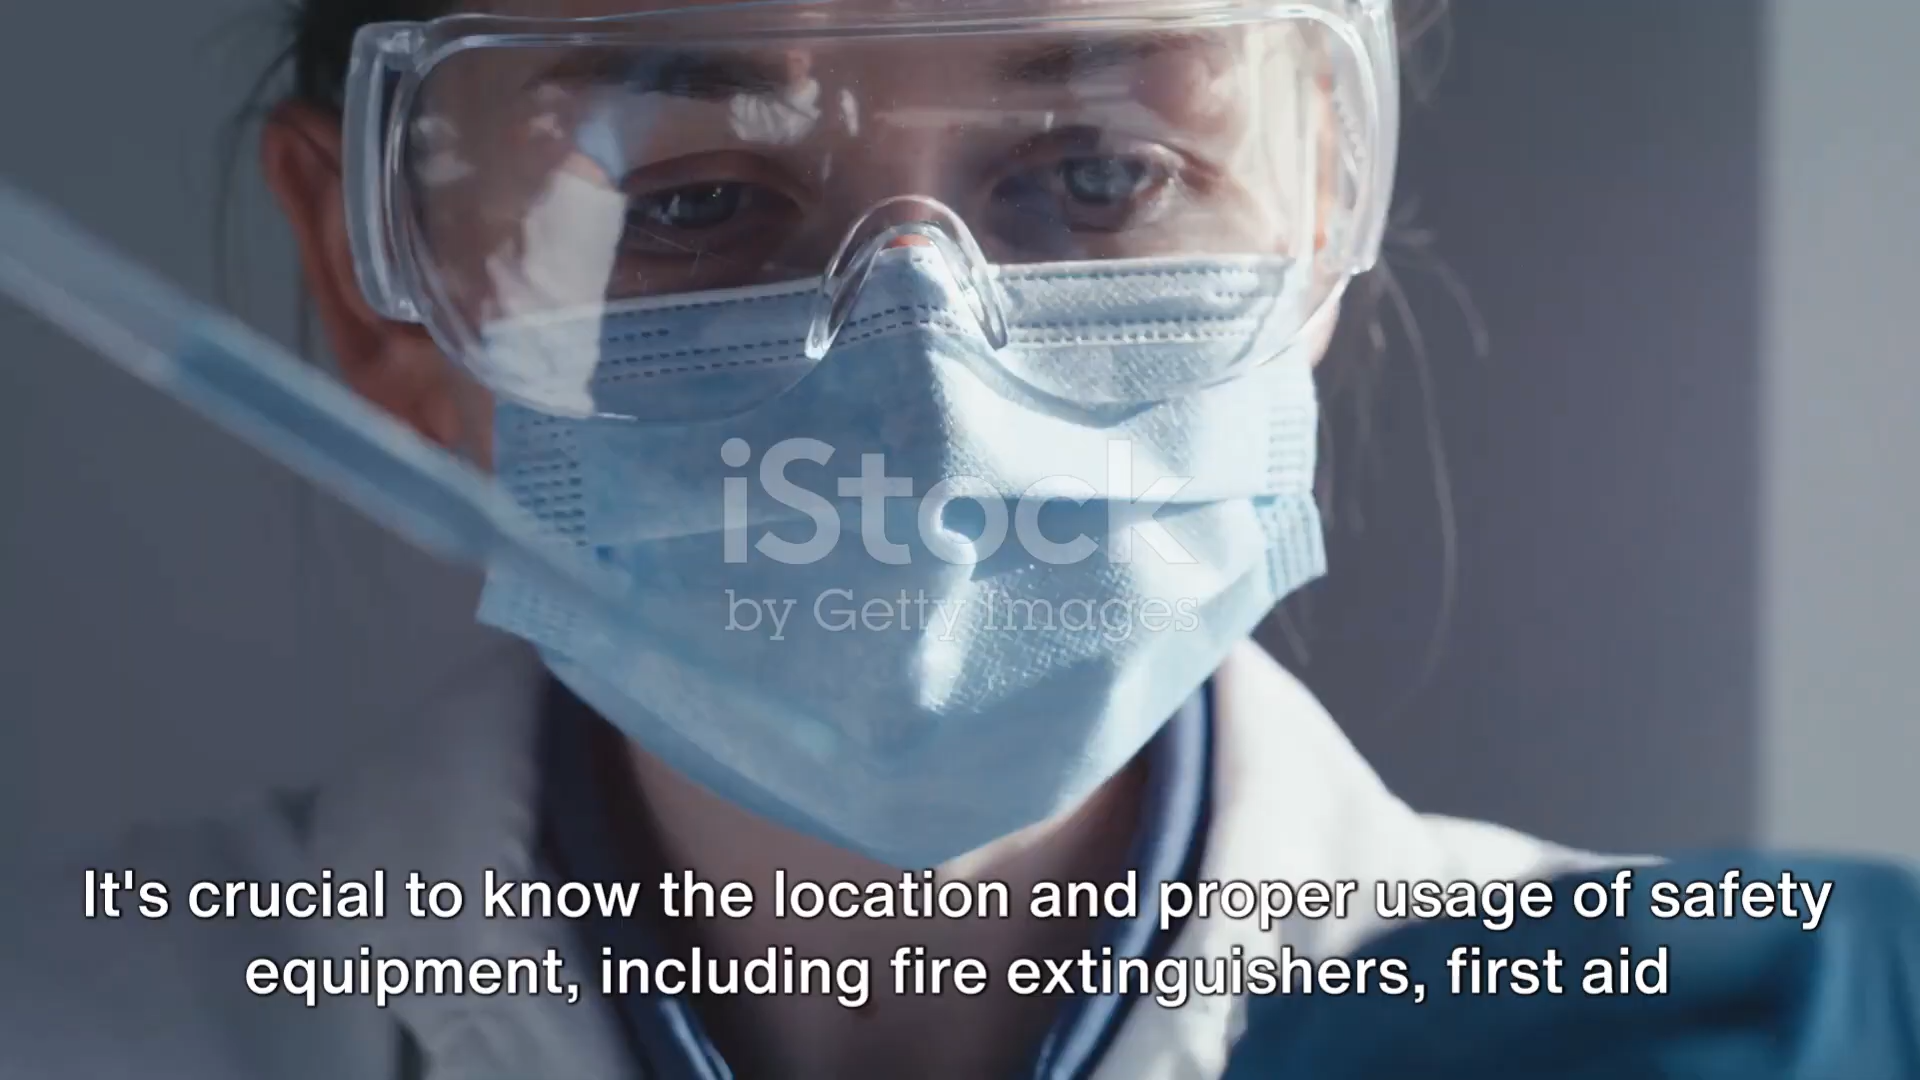 iStock
by Getty Images
It's crucial to know the location and proper usage of safety
equipment, including fire extinguishers, first aid